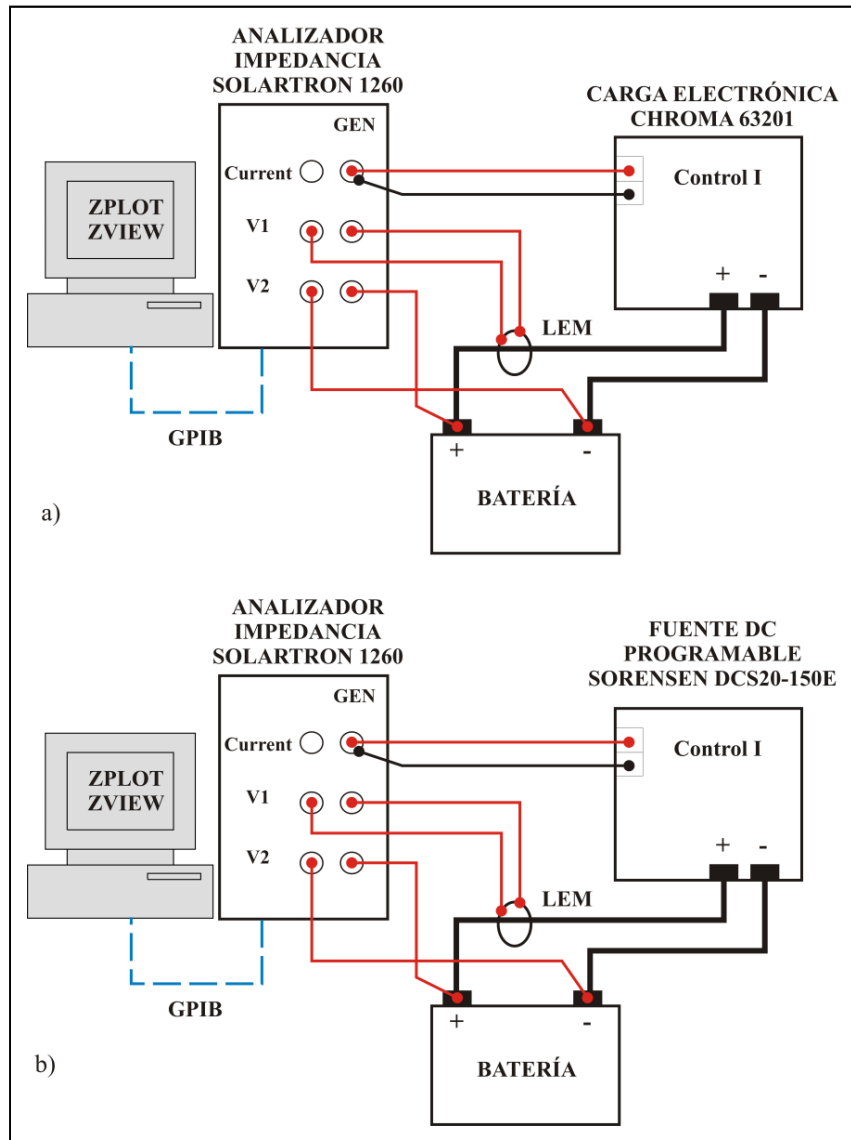 ANALIZADOR
IMPEDANCIA
SOLARTRON 1260
CARGA ELECTRÓNICA
CHROMA 63201
GEN
Current
Control I
ZPLOT
ZVIEW
V1
V2
+ -
LEM
GPIB
+ -
BATERÍA
a)
ANALIZADOR
IMPEDANCIA
SOLARTRON 1260
FUENTE DC
PROGRAMABLE
SORENSEN DCS20-150E
GEN
Current
Control I
ZPLOT
ZVIEW
V1
V2
+ -
LEM
GPIB
+ -
BATERÍA
b)